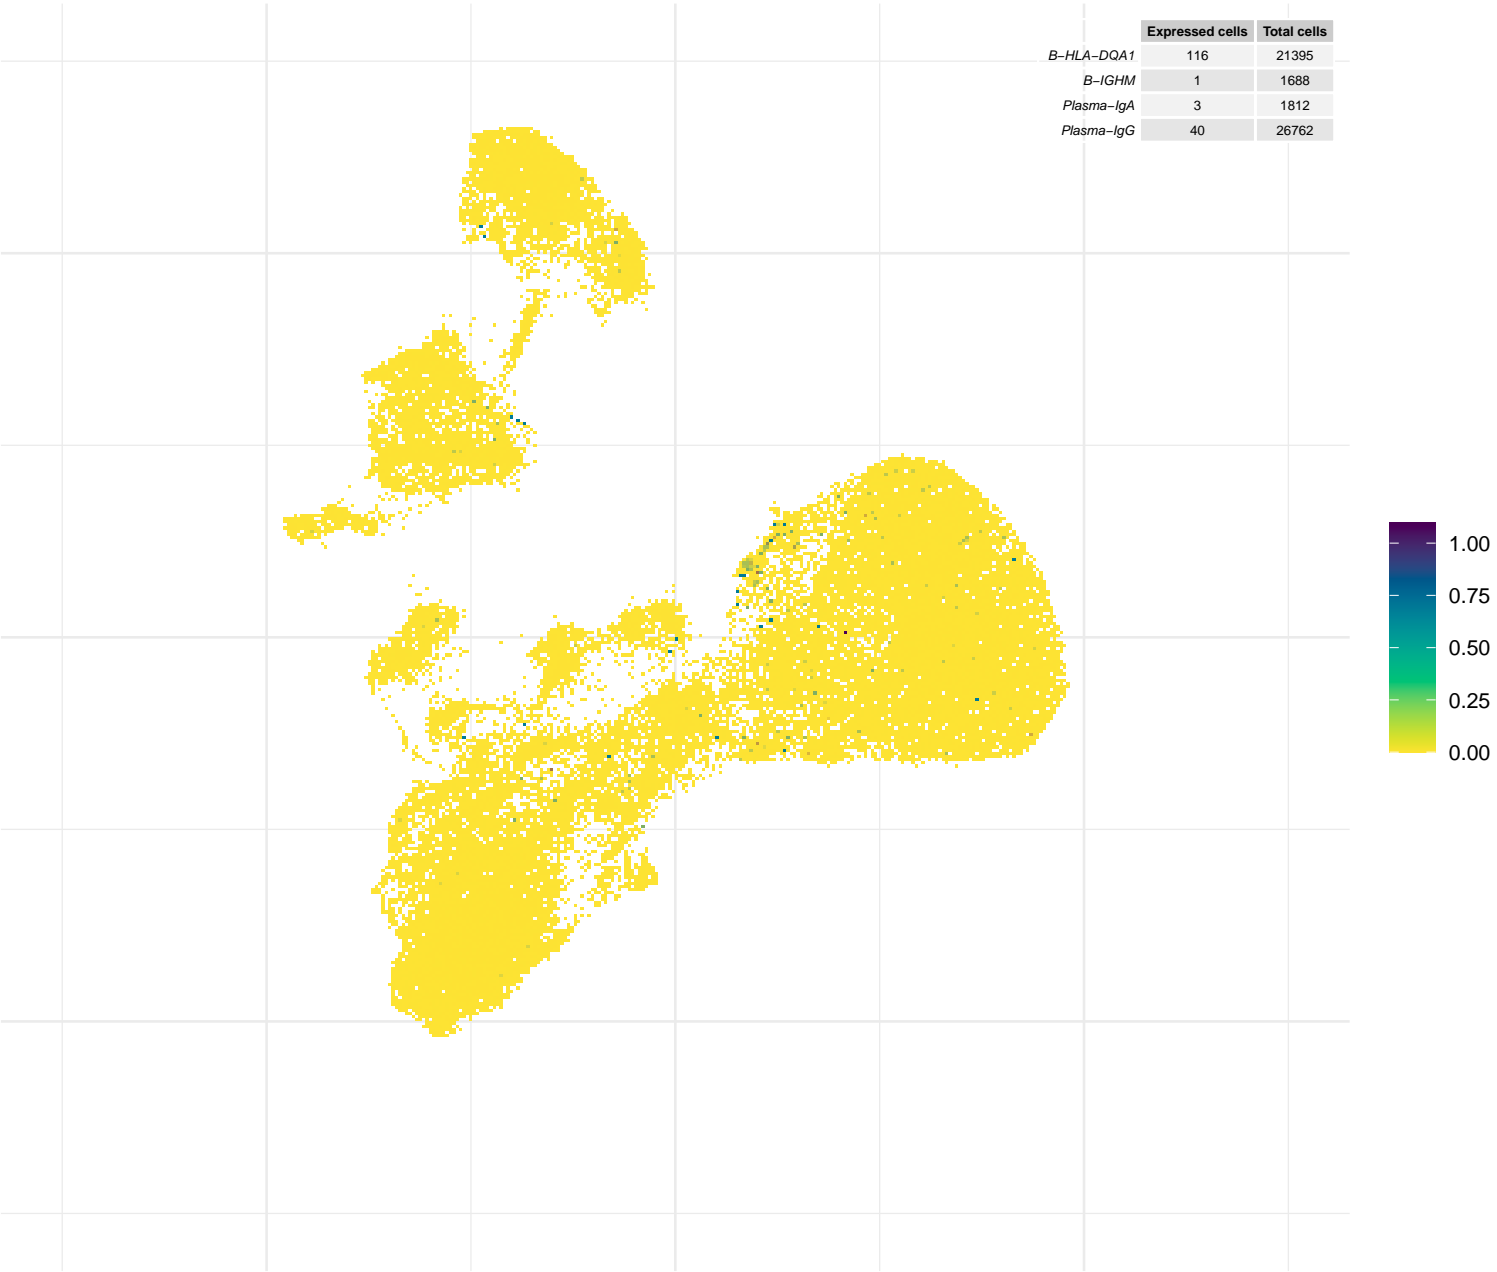 Expressed cells Total cells
B−HLA−DQA1 116 21395
B−IGHM 1 1688
Plasma−IgA 3 1812
Plasma−IgG 40 26762
1.00
0.75
0.50
0.25
0.00